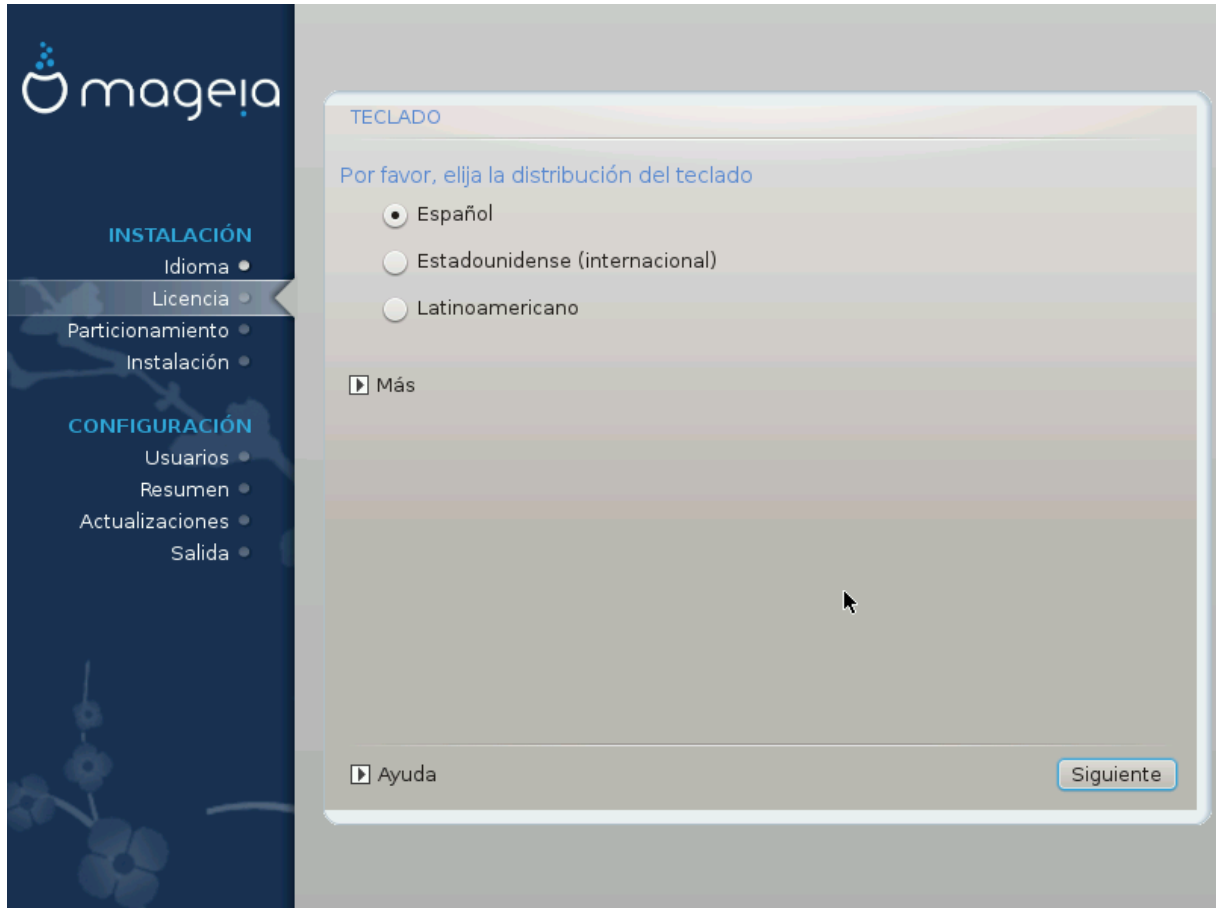 mageia
INSTALACIÓN
Idioma
Licencia
Particionamiento
Instalación
CONFIGURACIÓN
Usuarios
Resumen
Actualizaciones
Salida
TECLADO
Por favor, elija la distribución del teclado
Español
Estadounidense (internacional)
Latinoamericano
Más
Ayuda
Siguiente